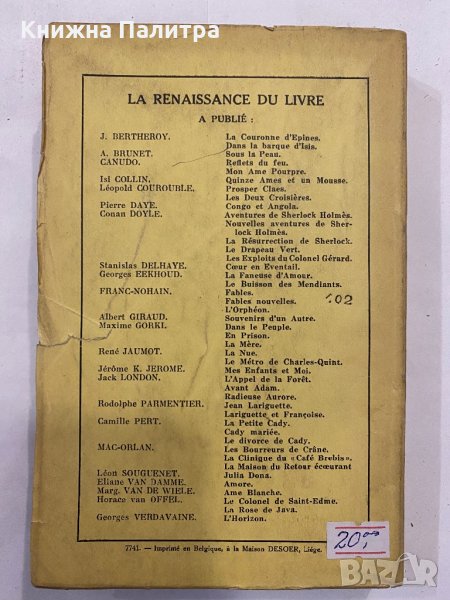 Книжна Палитра
LA RENAISSANCE DU LIVRE
A PUBLIÉ :
J. BERTHEROY. La Couronne d'Epines.
Dans la barque d'Isis.
A. BRUNET. Sous la Peau.
CANUDO. Reflets du feu.
Mon Ame Pourpre.
Isi COLLIN. Quinze Ames et un Mousse.
Léopold COUROUBLE. Prosper Claes.
Les Deux Croisières.
Pierre DAYE. Congo et Angola.
Conan DOYLE. Aventures de Sherlock Holmès.
Nouvelles aventures de Sher-
lock Holmès.
La Résurrection de Sherlock.
Le Drapeau Vert.
Les Exploits du Colonel Gérard.
Stanislas DELHAYE. Cœur en Eventail.
Georges EEKHOUD. La Faneuse d'Amour.
Le Buisson des Mendiants.
FRANC-NOHAIN. Fables.
Fables nouvelles. 102
L'Orphéon.
Albert GIRAUD. Souvenirs d'un Autre.
Maxime GORKI. Dans le Peuple.
En Prison.
La Mère.
René JAUMOT. La Nue.
Le Métro de Charles-Quint.
Jérôme K. JEROME. Mes Enfants et Moi.
Jack LONDON. L'Appel de la Forêt.
Avant Adam.
Radieuse Aurore.
Rodolphe PARMENTIER. Jean Lariguette.
Lariguette et Françoise.
Camille PERT. La Petite Cady.
Cady mariée.
Le divorce de Cady.
MAC-ORLAN. Les Bourreurs de Crâne.
La Clinique du « Café Brebis ».
La Maison du Retour écœurant
Léon SOUGUENET. Julia Dona.
Eliane VAN DAMME. Amore.
Marg. VAN DE WIELE. Ame Blanche.
Horace van OFFEL. Le Colonel de Saint-Edme.
La Rose de Java.
Georges VERDAVAINE. L'Horizon.
7741. — Imprimé en Belgique, à la Maison DESOER, Liége.
20,00
BAZAR.bg